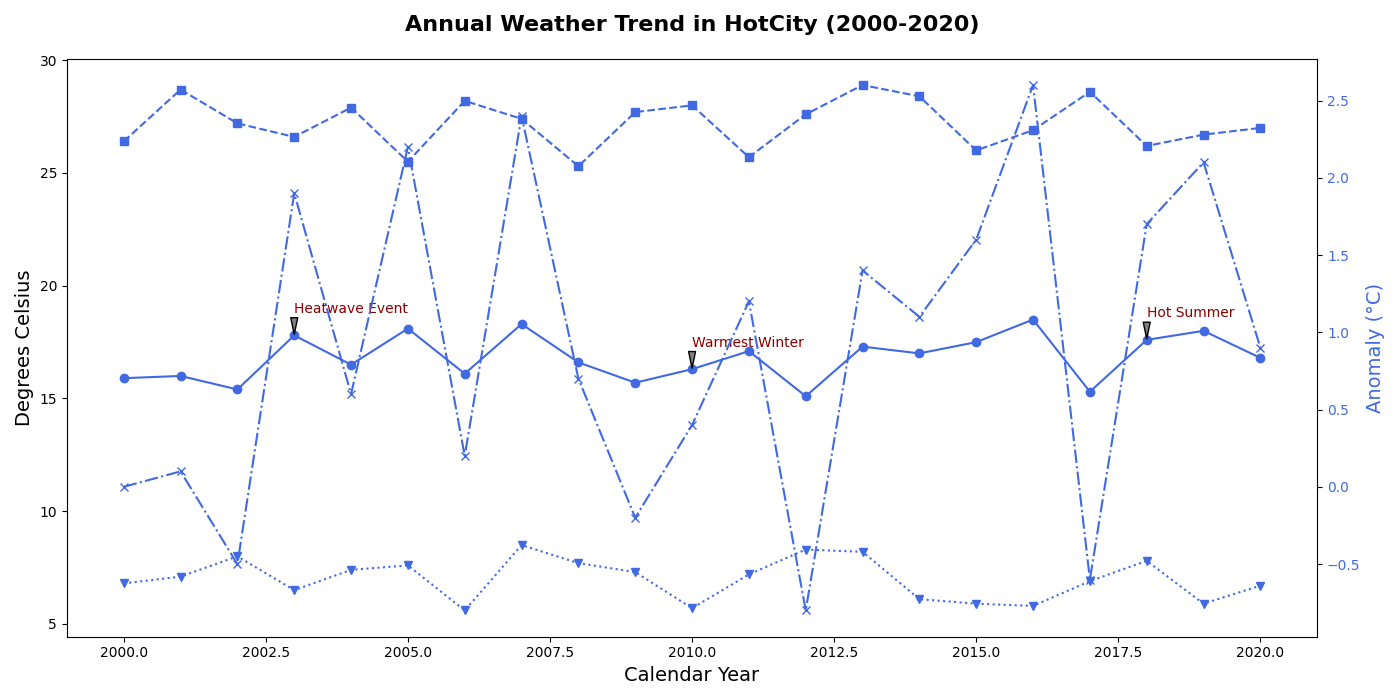 Annual Weather Trend in HotCity (2000-2020)
30
25
20
15
10
5
Degrees Celsius
Heatwave Event
Warmest Winter
Hot Summer
2.5
2.0
1.5
1.0
0.5
0.0
−0.5
Anomaly (°C)
2000.0 2002.5 2005.0 2007.5 2010.0 2012.5 2015.0 2017.5 2020.0
Calendar Year